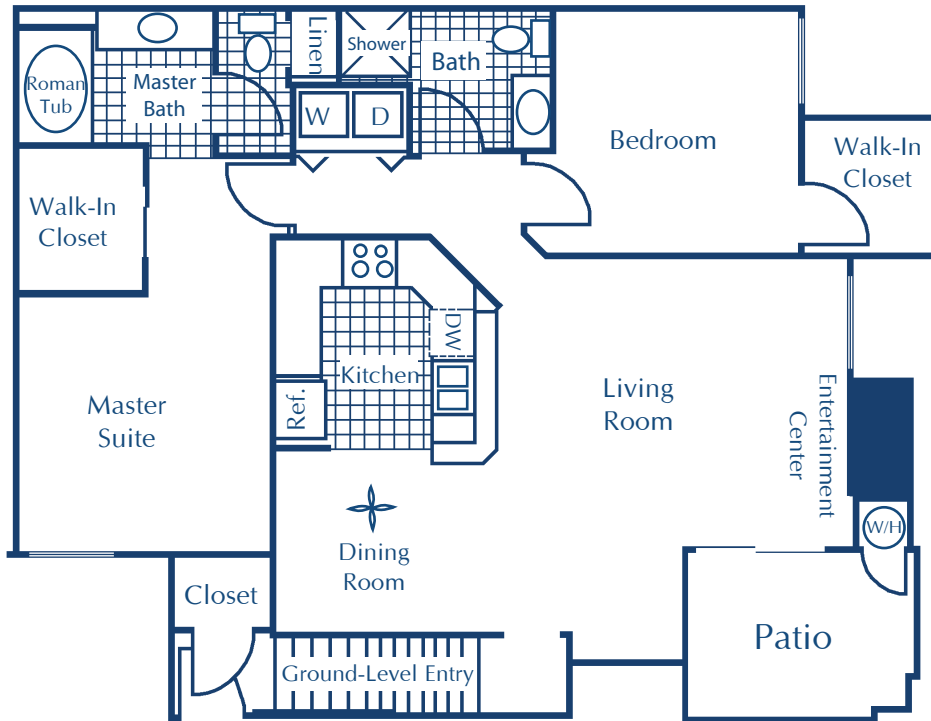 Linen
Shower
Bath
Roman
Tub
Master
Bath
W
D
Bedroom
Walk-In
Closet
Walk-In
Closet
DW
Kitchen
Ref.
Master
Suite
Living
Room
Entertainment
Center
W/H
Dining
Room
Closet
Patio
Ground-Level Entry